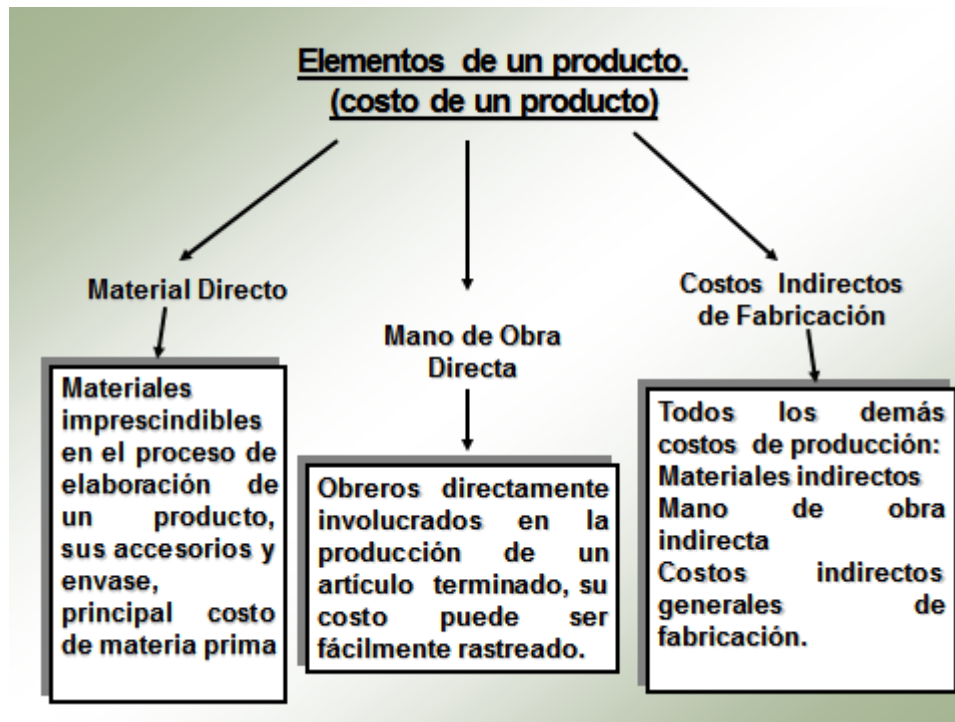 Elementos de un producto.
(costo de un producto)
Material Directo
Materiales
imprescindibles
en el proceso de
elaboración de
un producto,
sus accesorios y
envase,
principal costo
de materia prima
Mano de Obra
Directa
Obreros directamente
involucrados en la
producción de un
artículo terminado, su
costo puede ser
fácilmente rastreado.
Costos Indirectos
de Fabricación
Todos los demás
costos de producción:
Materiales indirectos
Mano de obra
indirecta
Costos indirectos
generales de
fabricación.